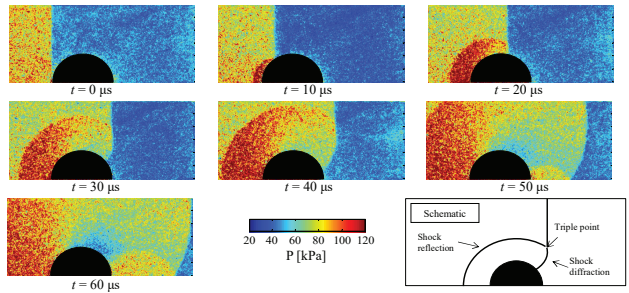 t = 0 μs
t = 10 μs
t = 20 μs
t = 30 μs
t = 40 μs
t = 50 μs
t = 60 μs
20 40 60 80 100 120
P [kPa]
Schematic
Triple point
Shock
reflection
Shock
diffraction